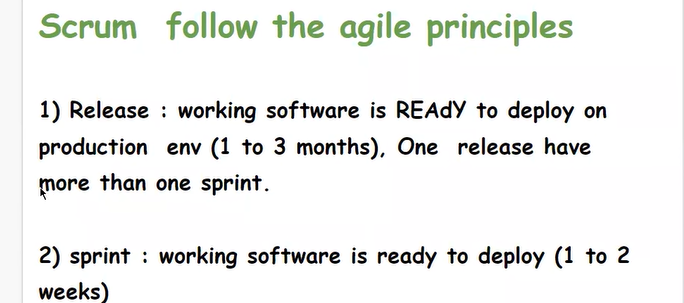 Scrum follow the agile principles
1) Release : working software is REAdY to deploy on
production env (1 to 3 months), One release have
more than one sprint.
2) sprint : working software is ready to deploy (1 to 2
weeks)